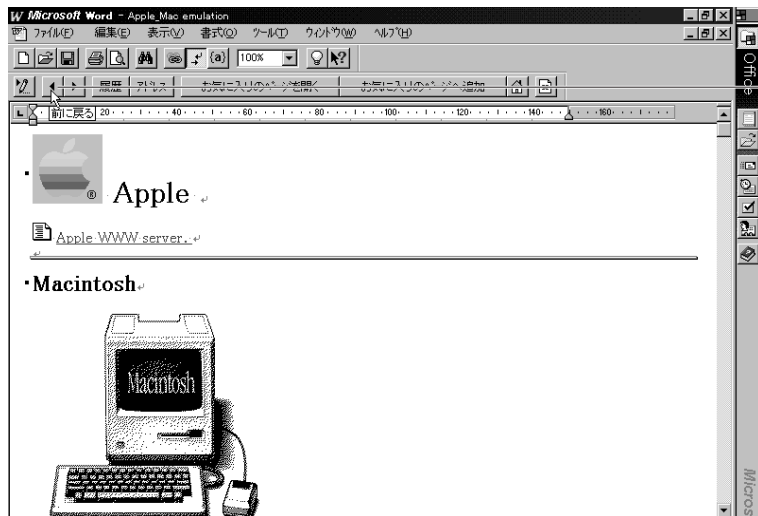 Microsoft Word - Apple_Mac emulation
ファイル(F) 編集(E) 表示(V) 書式(O) ツール(T) ウィンドウ(W) ヘルプ(H)
{a} 100%
履歴 アドレス お気に入りのページを開く お気に入りのページへ追加
前に戻る 20 40 60 80 100 120 140 160
Apple
Apple WWW server.
Macintosh
Macintosh
Office
Micros